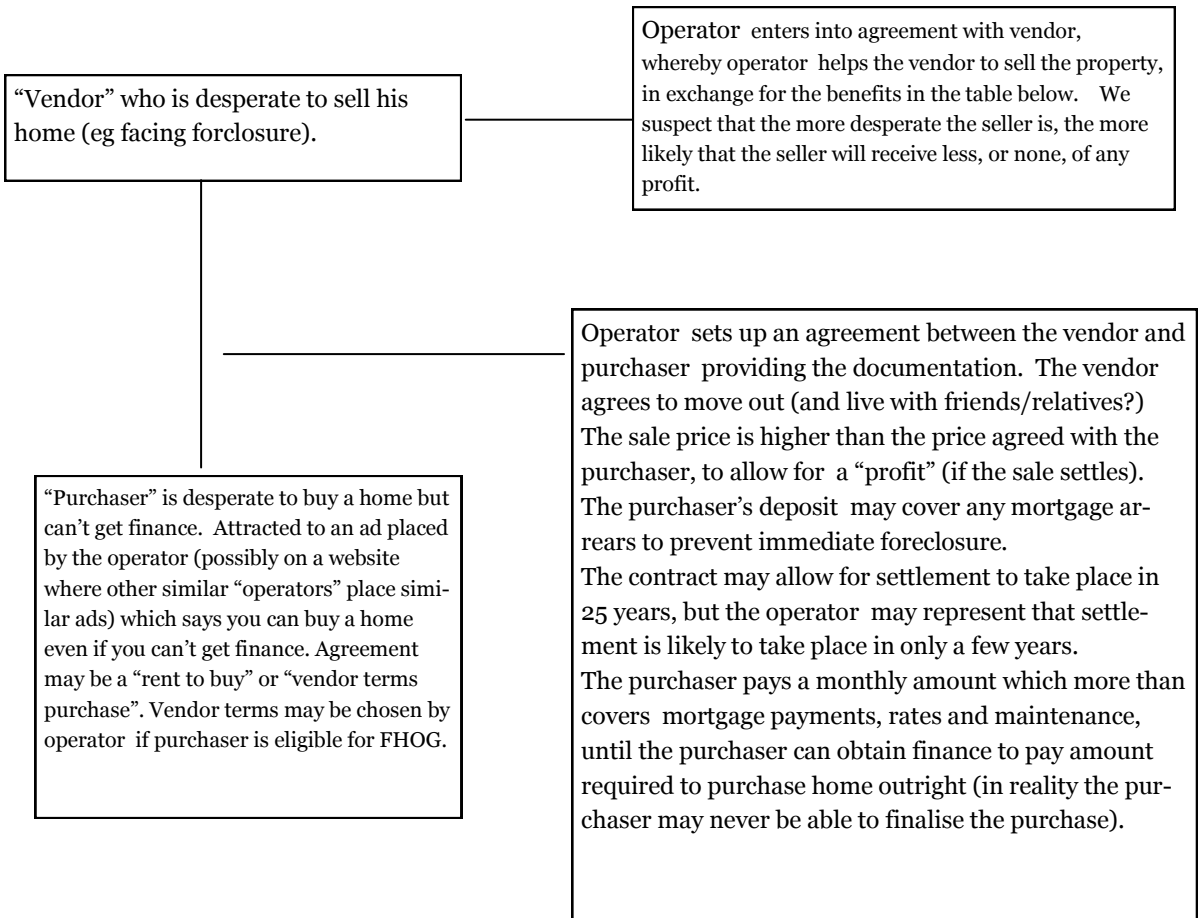 “Vendor” who is desperate to sell his
home (eg facing forclosure).
Operator enters into agreement with vendor,
whereby operator helps the vendor to sell the property,
in exchange for the benefits in the table below. We
suspect that the more desperate the seller is, the more
likely that the seller will receive less, or none, of any
profit.
Operator sets up an agreement between the vendor and
purchaser providing the documentation. The vendor
agrees to move out (and live with friends/relatives?)
The sale price is higher than the price agreed with the
purchaser, to allow for a “profit” (if the sale settles).
The purchaser’s deposit may cover any mortgage ar-
rears to prevent immediate foreclosure.
The contract may allow for settlement to take place in
25 years, but the operator may represent that settle-
ment is likely to take place in only a few years.
The purchaser pays a monthly amount which more than
covers mortgage payments, rates and maintenance,
until the purchaser can obtain finance to pay amount
required to purchase home outright (in reality the pur-
chaser may never be able to finalise the purchase).
“Purchaser” is desperate to buy a home but
can’t get finance. Attracted to an ad placed
by the operator (possibly on a website
where other similar “operators” place simi-
lar ads) which says you can buy a home
even if you can’t get finance. Agreement
may be a “rent to buy” or “vendor terms
purchase”. Vendor terms may be chosen by
operator if purchaser is eligible for FHOG.